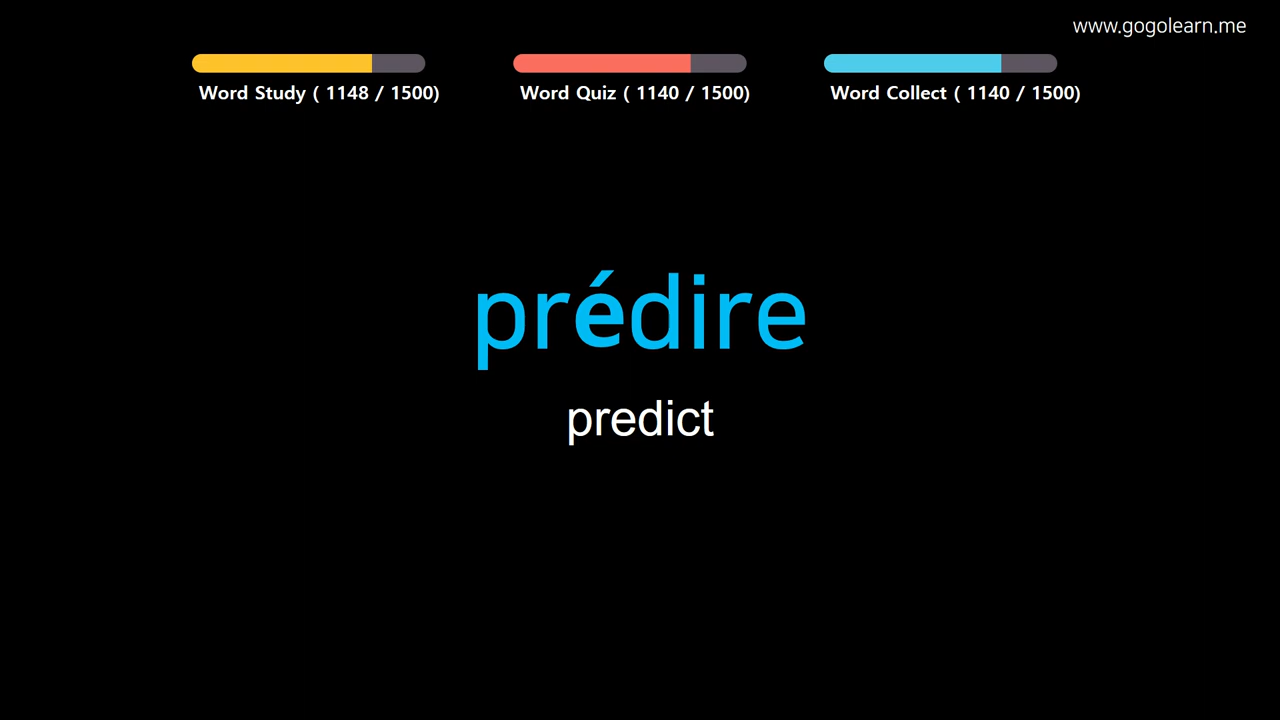 www.gogolearn.me
Word Study ( 1148 / 1500) Word Quiz ( 1140 / 1500) Word Collect ( 1140 / 1500)
prédire
predict